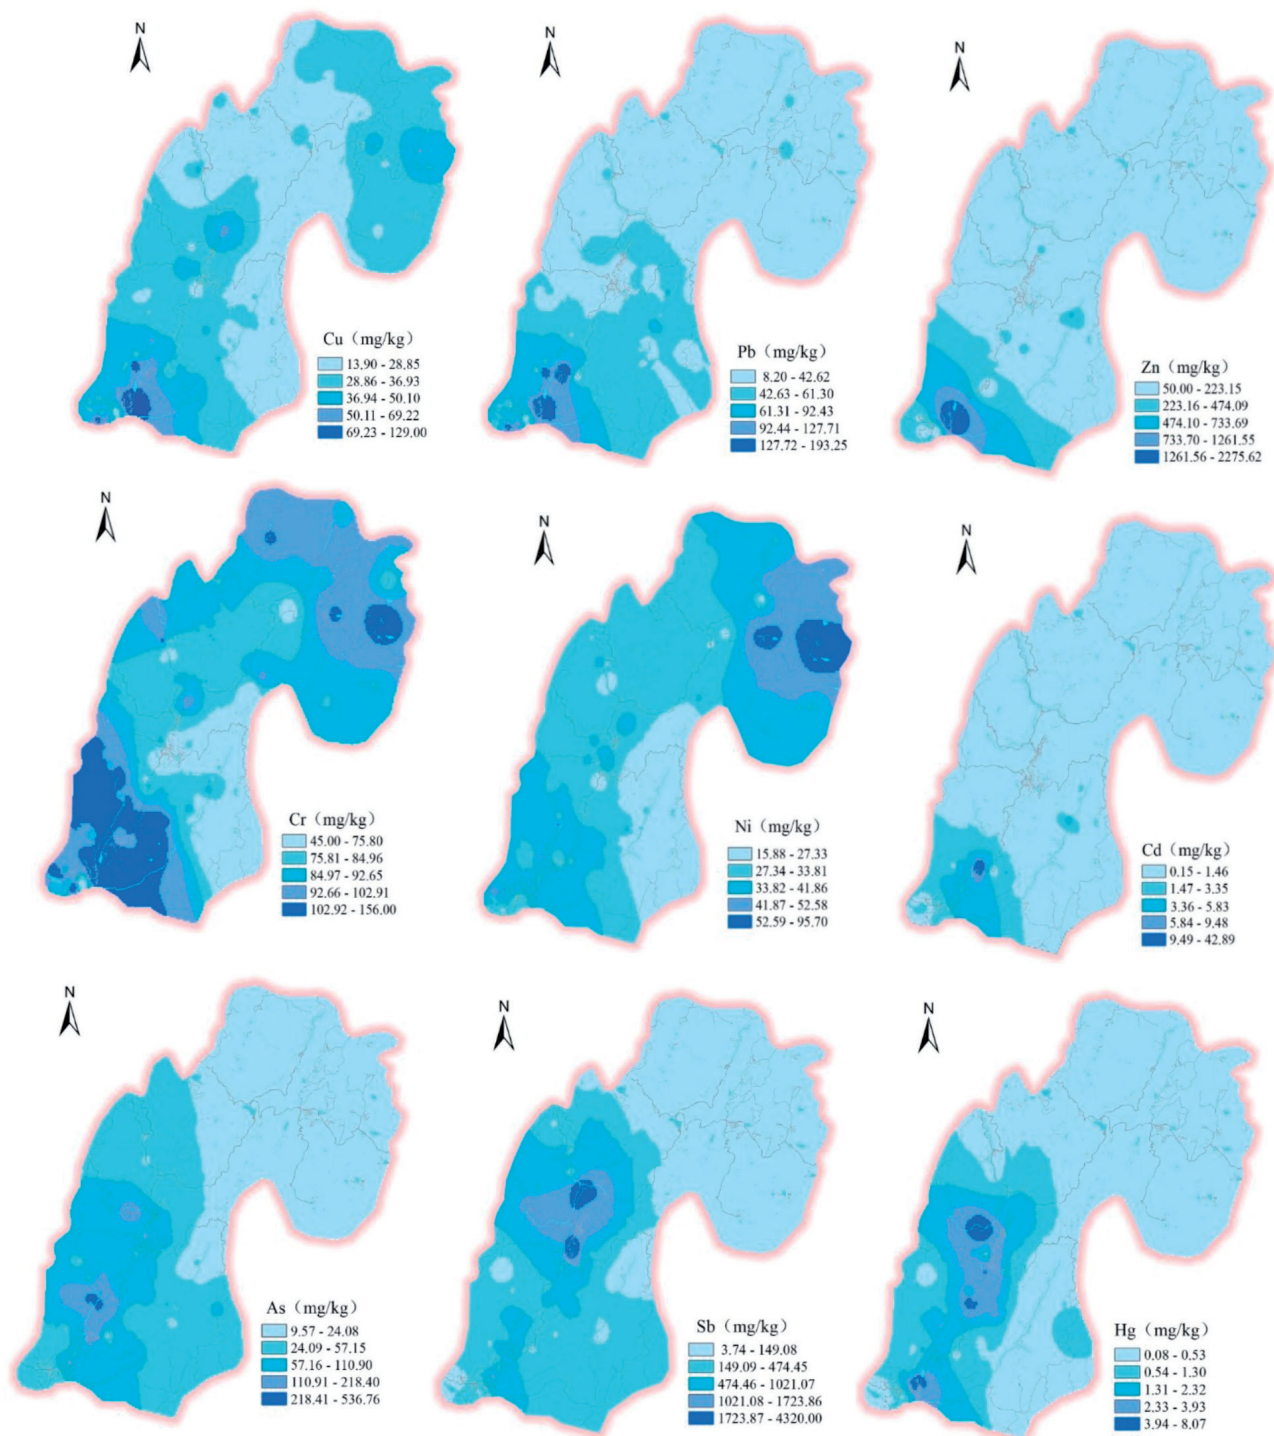 N
N
N
Cu（mg/kg）
13.90 - 28.85
28.86 - 36.93
36.94 - 50.10
50.11 - 69.22
69.23 - 129.00
Pb（mg/kg）
8.20 - 42.62
42.63 - 61.30
61.31 - 92.43
92.44 - 127.71
127.72 - 193.25
Zn（mg/kg）
50.00 - 223.15
223.16 - 474.09
474.10 - 733.69
733.70 - 1261.55
1261.56 - 2275.62
N
N
N
Cr（mg/kg）
45.00 - 75.80
75.81 - 84.96
84.97 - 92.65
92.66 - 102.91
102.92 - 156.00
Ni（mg/kg）
15.88 - 27.33
27.34 - 33.81
33.82 - 41.86
41.87 - 52.58
52.59 - 95.70
Cd（mg/kg）
0.15 - 1.46
1.47 - 3.35
3.36 - 5.83
5.84 - 9.48
9.49 - 42.89
N
N
N
As（mg/kg）
9.57 - 24.08
24.09 - 57.15
57.16 - 110.90
110.91 - 218.40
218.41 - 536.76
Sb（mg/kg）
3.74 - 149.08
149.09 - 474.45
474.46 - 1021.07
1021.08 - 1723.86
1723.87 - 4320.00
Hg（mg/kg）
0.08 - 0.53
0.54 - 1.30
1.31 - 2.32
2.33 - 3.93
3.94 - 8.07